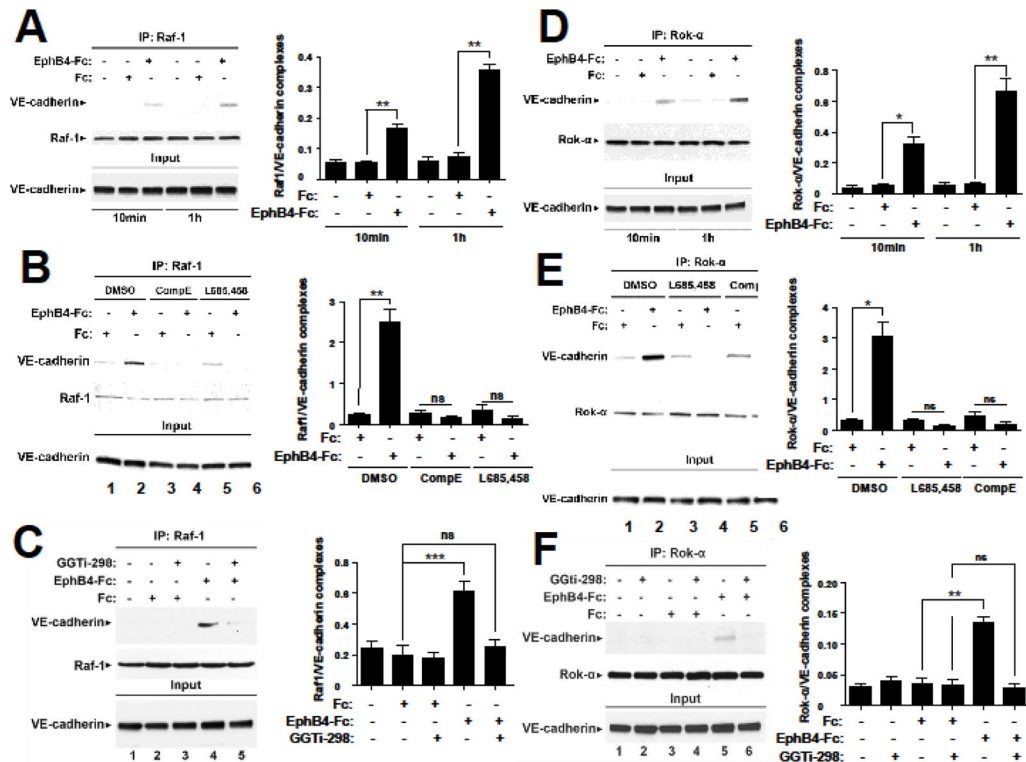 A
IP: Raf-1
EphB4-Fc: - - + - - +
Fc: - + - - + -
VE-cadherin▸
Raf-1▸
Input
VE-cadherin▸
10min 1h
Raf1/VE-cadherin complexes
0.5
0.4
0.3
0.2
0.1
0.0
**
**
Fc: - + - - + -
EphB4-Fc: - - + - - +
10min 1h
B
IP: Raf-1
DMSO CompE L685,458
EphB4-Fc: - + - + - +
Fc: + - + - + -
VE-cadherin
Raf-1
Input
VE-cadherin
1 2 3 4 5 6
Raf1/VE-cadherin complexes
3
2
1
0
**
ns
ns
Fc: + - + - + -
EphB4-Fc: - + - + - +
DMSO CompE L685,458
C
IP: Raf-1
GGTi-298: - - + - +
EphB4-Fc: - - - + +
Fc: - + + - -
VE-cadherin▸
Raf-1▸
Input
VE-cadherin▸
1 2 3 4 5
Raf1/VE-cadherin complexes
0.8
0.6
0.4
0.2
0
ns
***
Fc: - + + - -
EphB4-Fc: - - - + +
GGTi-298: - - + - +
D
IP: Rok-α
EphB4-Fc: - - + - - +
Fc: - + - - + -
VE-cadherin▸
Rok-α▸
Input
VE-cadherin▸
10min 1h
Rok-α/VE-cadherin complexes
0.8
0.6
0.4
0.2
0
*
**
Fc: - + - - + -
EphB4-Fc: - - + - - +
10min 1h
E
IP: Rok-α
DMSO L685,458 Comp
EphB4-Fc: - + - + -
Fc: + - + - +
VE-cadherin
Rok-α
Input
VE-cadherin
1 2 3 4 5 6
Rok-α/VE-cadherin complexes
4
3
2
1
0
*
ns
ns
Fc: + - + - + -
EphB4-Fc: - + - + - +
DMSO L685,458 CompE
F
IP: Rok-α
GGti-298: - + - + - +
EphB4-Fc: - - - - + +
Fc: - - + + - -
VE-cadherin▸
Rok-α▸
Input
VE-cadherin▸
1 2 3 4 5 6
Rok-α/VE-cadherin complexes
0.20
0.15
0.10
0.05
0.00
ns
**
Fc: - - + + - -
EphB4-Fc: - - - - + +
GGTi-298: - + - + - +